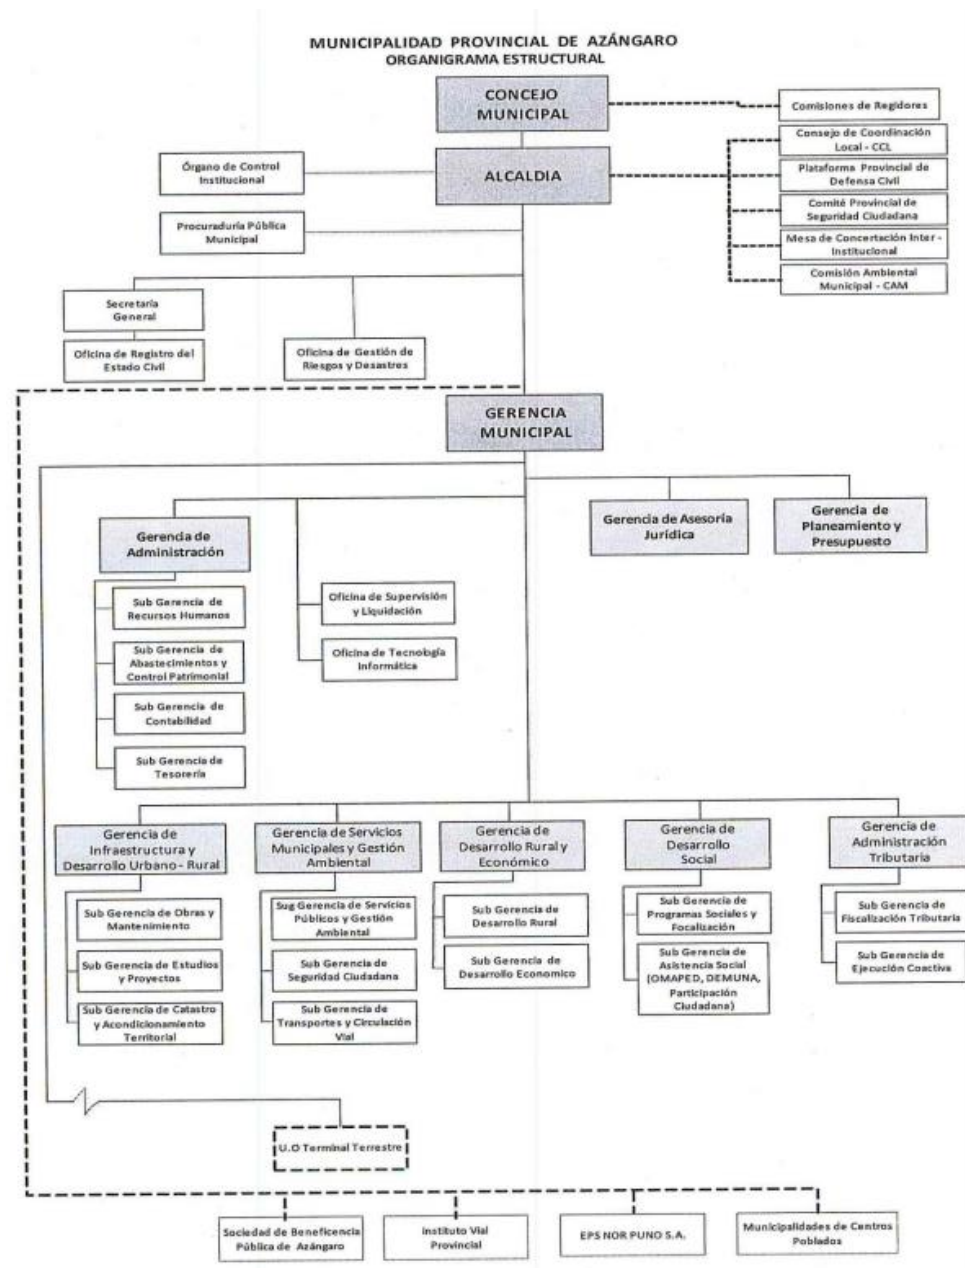 MUNICIPALIDAD PROVINCIAL DE AZÁNGARO
ORGANIGRAMA ESTRUCTURAL
CONCEJO
MUNICIPAL
Comisiones de Regidores
ALCALDIA
Consejo de Coordinación
Local - CCL
Plataforma Provincial de
Defensa Civil
Comité Provincial de
Seguridad Ciudadana
Mesa de Concertación Inter -
Institucional
Comisión Ambiental
Municipal - CAM
Órgano de Control
Institucional
Procuraduría Pública
Municipal
Secretaría
General
Oficina de Registro del
Estado Civil
Oficina de Gestión de
Riesgos y Desastres
GERENCIA
MUNICIPAL
Gerencia de Asesoría
Jurídica
Gerencia de
Planeamiento y
Presupuesto
Gerencia de
Administración
Sub Gerencia de
Recursos Humanos
Sub Gerencia de
Abastecimientos y
Control Patrimonial
Sub Gerencia de
Contabilidad
Sub Gerencia de
Tesorería
Oficina de Supervisión
y Liquidación
Oficina de Tecnología
Informática
Gerencia de
Infraestructura y
Desarrollo Urbano - Rural
Sub Gerencia de Obras y
Mantenimiento
Sub Gerencia de Estudios
y Proyectos
Sub Gerencia de Catastro
y Acondicionamiento
Territorial
Gerencia de Servicios
Municipales y Gestión
Ambiental
Sug Gerencia de Servicios
Públicos y Gestión
Ambiental
Sub Gerencia de
Seguridad Ciudadana
Sub Gerencia de
Transportes y Circulación
Vial
Gerencia de
Desarrollo Rural y
Económico
Sub Gerencia de
Desarrollo Rural
Sub Gerencia de
Desarrollo Economico
Gerencia de
Desarrollo
Social
Sub Gerencia de
Programas Sociales y
Focalización
Sub Gerencia de
Asistencia Social
(OMAPED, DEMUNA,
Participación
Ciudadana)
Gerencia de
Administración
Tributaria
Sub Gerencia de
Fiscalización Tributaria
Sub Gerencia de
Ejecución Coactiva
U.O Terminal Terrestre
Sociedad de Beneficencia
Pública de Azángaro
Instituto Vial
Provincial
EPS NOR PUNO S.A.
Municipalidades de Centros
Poblados